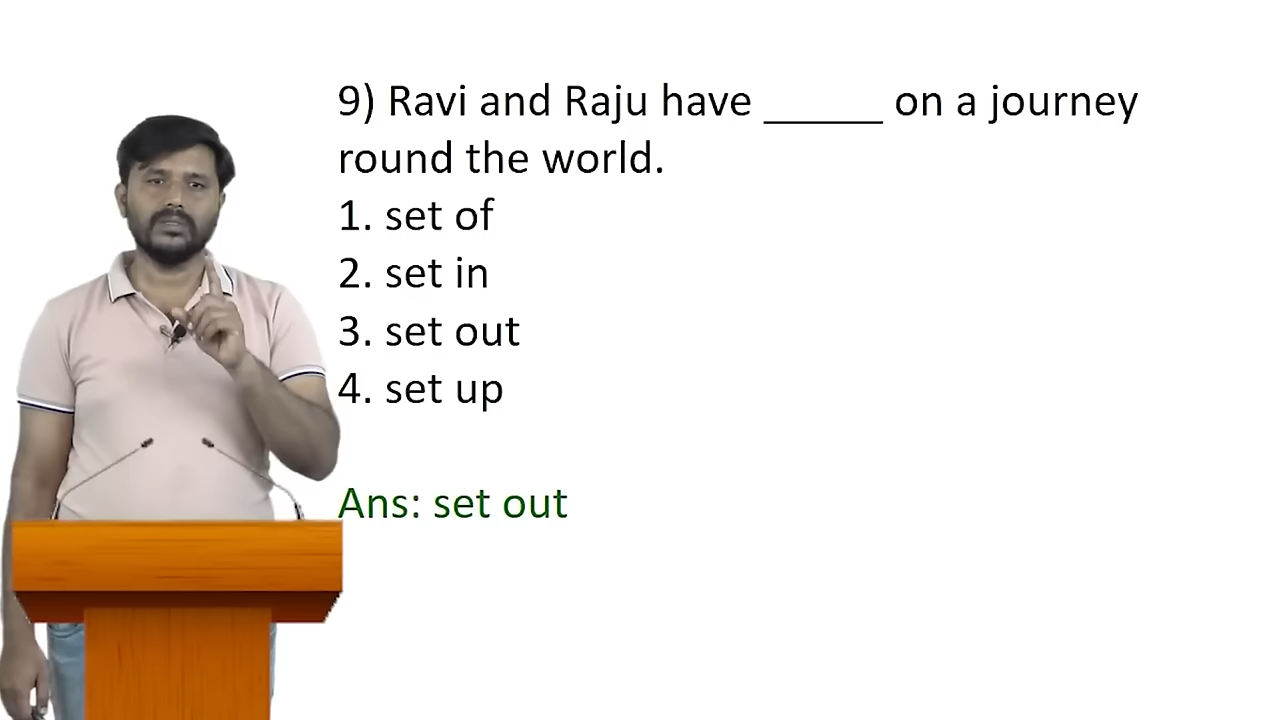 9) Ravi and Raju have _____ on a journey
round the world.
1. set of
2. set in
3. set out
4. set up
Ans: set out